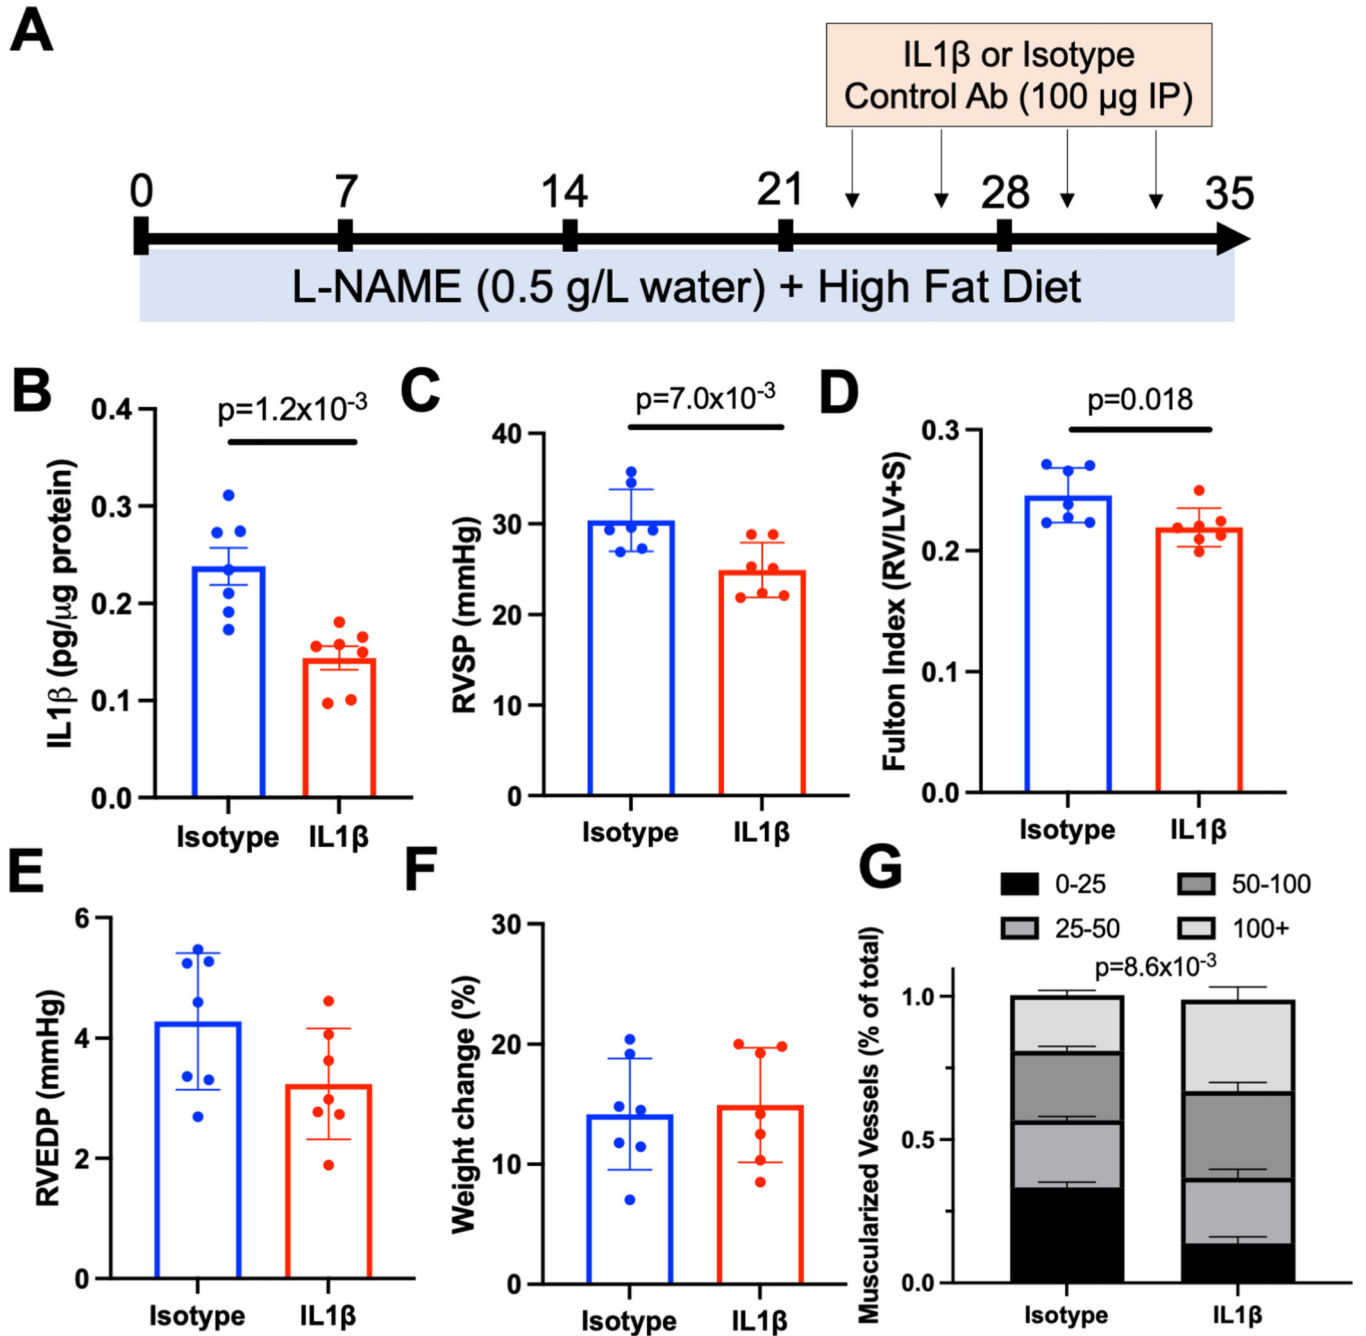 A
IL1β or Isotype
Control Ab (100 µg IP)
0 7 14 21 28 35
L-NAME (0.5 g/L water) + High Fat Diet
B
p=1.2x10-3
IL1β (pg/µg protein)
0.4
0.3
0.2
0.1
0.0
Isotype IL1β
C
p=7.0x10-3
RVSP (mmHg)
40
30
20
10
0
Isotype IL1β
D
p=0.018
Fulton Index (RV/LV+S)
0.3
0.2
0.1
0.0
Isotype IL1β
E
RVEDP (mmHg)
6
4
2
0
Isotype IL1β
F
Weight change (%)
30
20
10
0
Isotype IL1β
G
0-25 50-100
25-50 100+
p=8.6x10-3
Muscularized Vessels (% of total)
1.0
0.5
0.0
Isotype IL1β